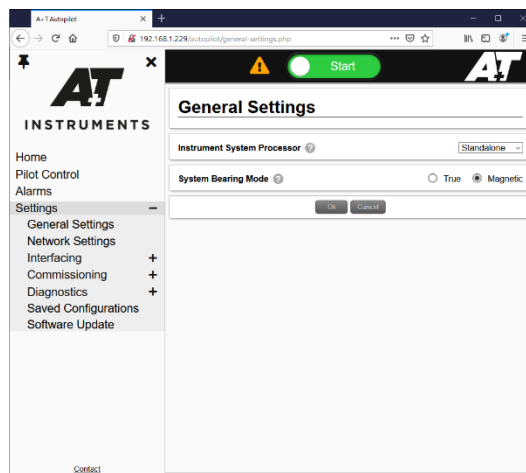 A+T Autopilot
192.168.1.229/autopilot/general-settings.php
Start
A+T
A+T
INSTRUMENTS
General Settings
Home
Pilot Control
Alarms
Settings
General Settings
Network Settings
Interfacing
Commissioning
Diagnostics
Saved Configurations
Software Update
Contact
Instrument System Processor
Standalone
System Bearing Mode
True
Magnetic
Ok
Cancel